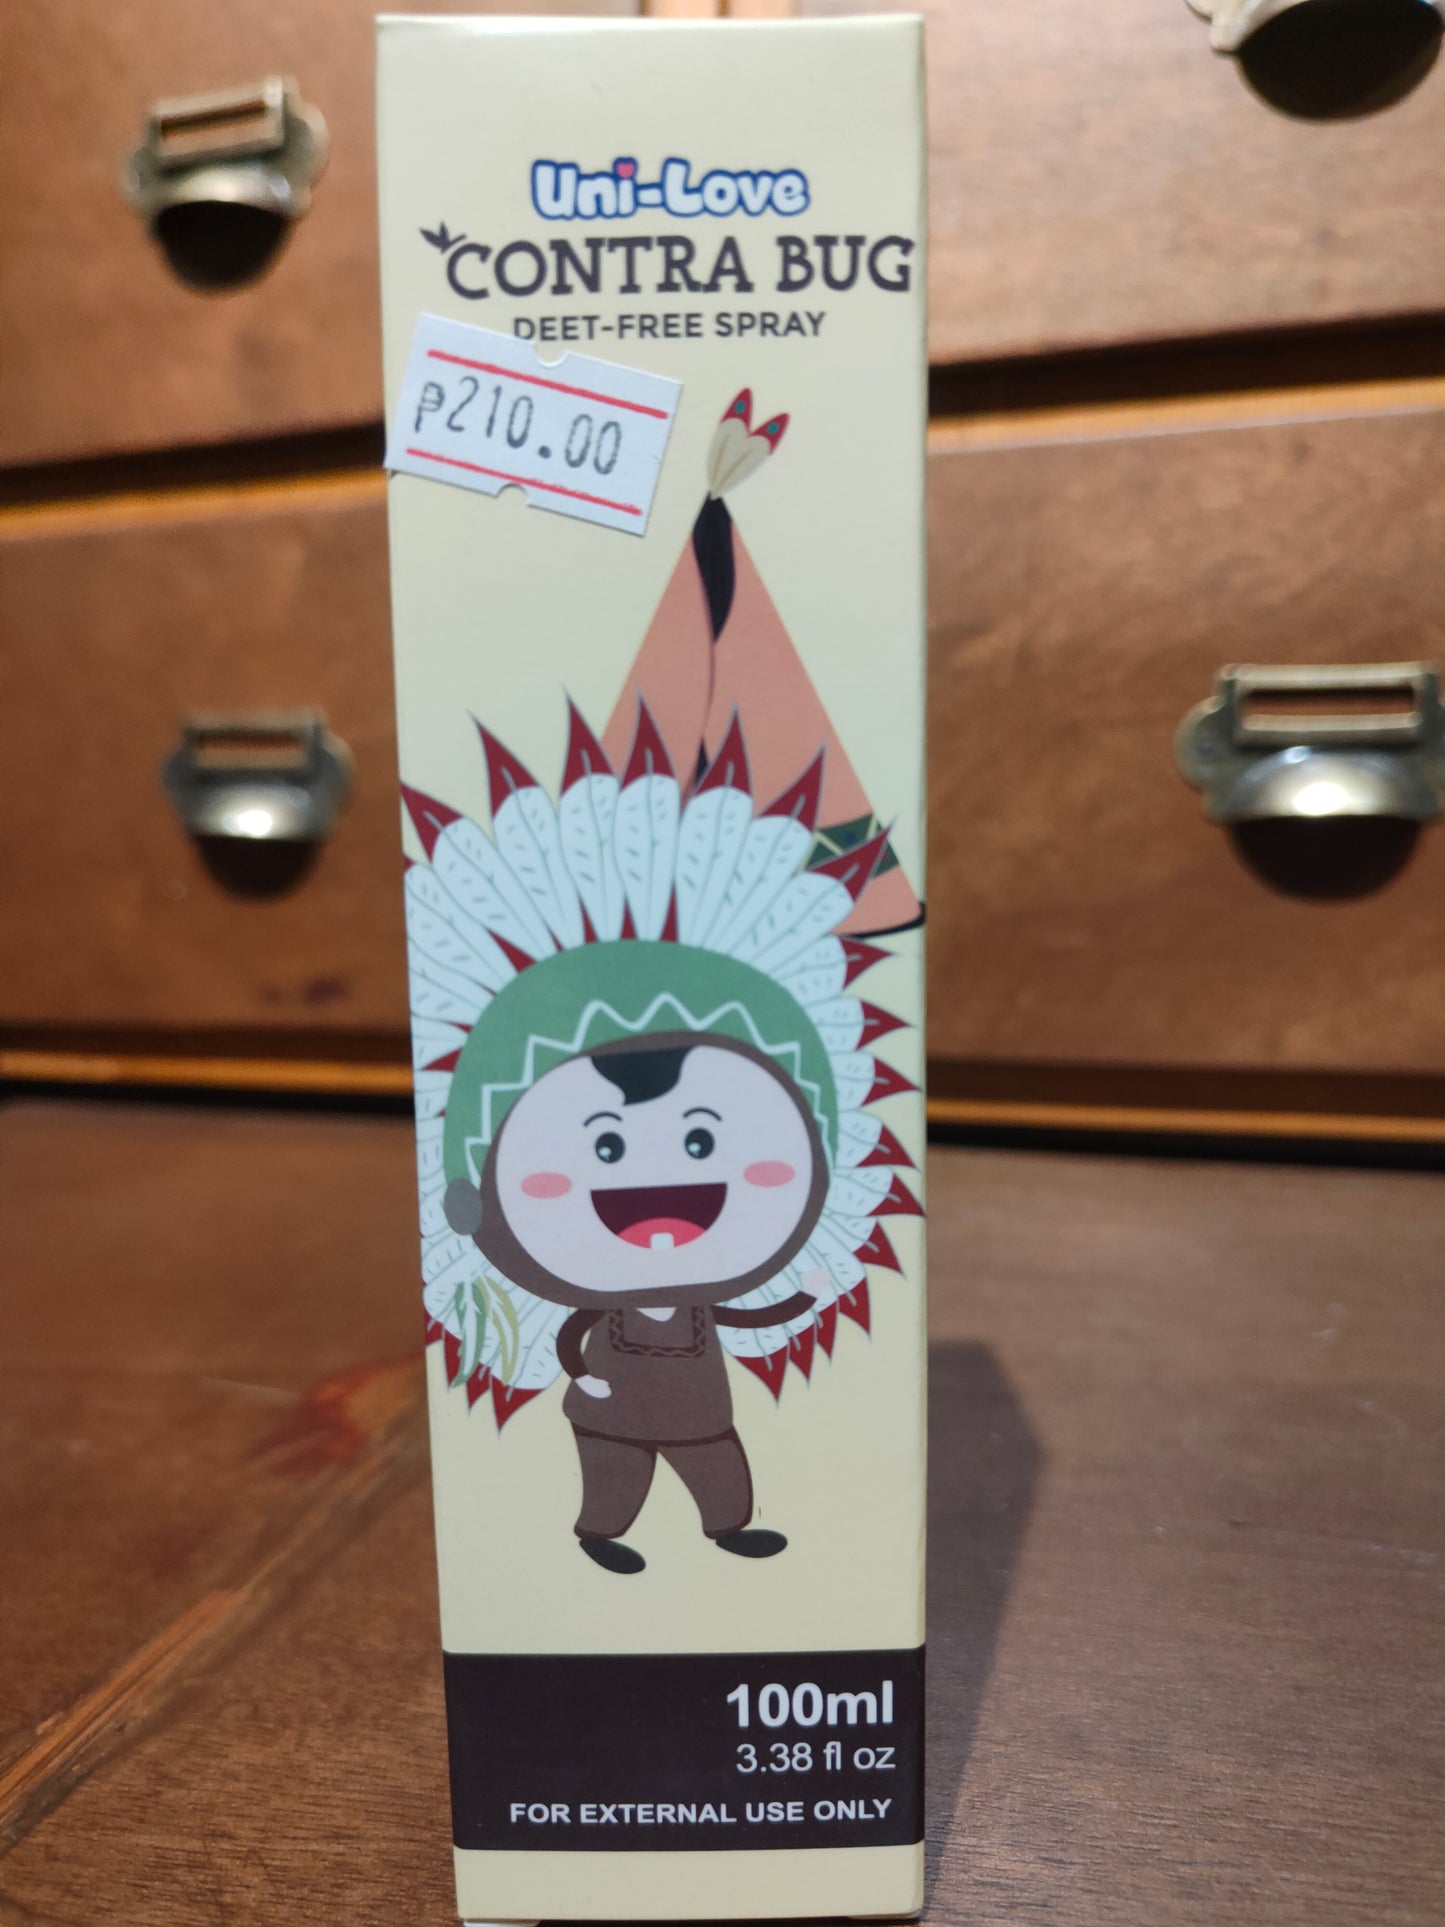 Uni-Love
CONTRA BUG
DEET-FREE SPRAY
₱210.00
100ml
3.38 fl oz
FOR EXTERNAL USE ONLY